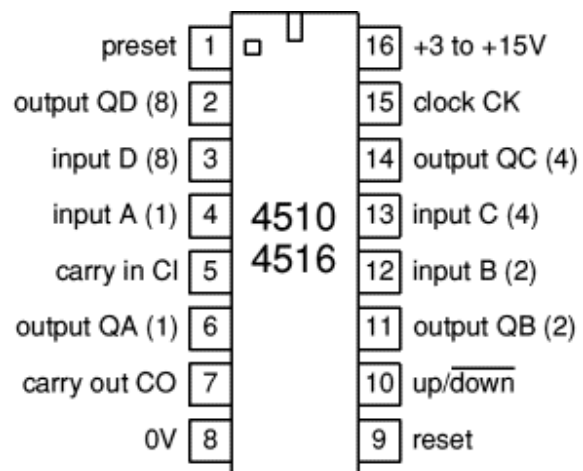 preset 1 16 +3 to +15V
output QD (8) 2 15 clock CK
input D (8) 3 14 output QC (4)
input A (1) 4 4510 13 input C (4)
carry in CI 5 4516 12 input B (2)
output QA (1) 6 11 output QB (2)
carry out CO 7 10 up/down
0V 8 9 reset